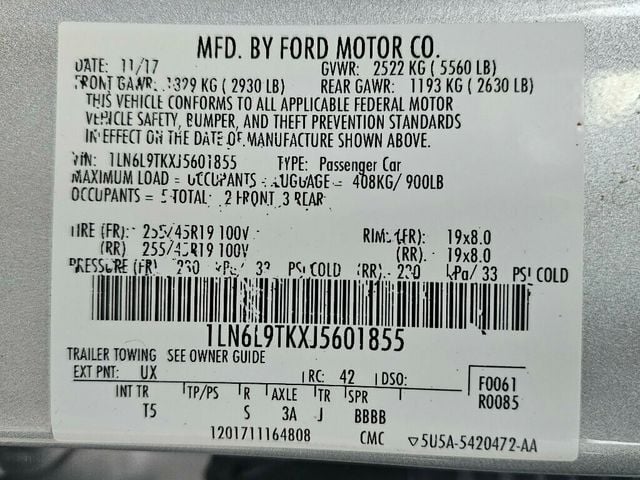 MFD. BY FORD MOTOR CO.
DATE: 11/17 GVWR: 2522 KG ( 5560 LB)
FRONT GAWR: 1329 KG ( 2930 LB) REAR GAWR: 1193 KG ( 2630 LB)
THIS VEHICLE CONFORMS TO ALL APPLICABLE FEDERAL MOTOR
VEHICLE SAFETY, BUMPER, AND THEFT PREVENTION STANDARDS
IN EFFECT ON THE DATE OF MANUFACTURE SHOWN ABOVE.
VIN: 1LN6L9TKXJ5601855 TYPE: Passenger Car
MAXIMUM LOAD = OCCUPANTS + LUGGAGE = 408KG/ 900LB
OCCUPANTS = 5 TOTAL: 2 FRONT 3 REAR
TIRE (FR): 255/45R19 100V RIM: (FR): 19x8.0
(RR) 255/45R19 100V (RR): 19x8.0
PRESSURE (FR) 230 kPa/ 33 PSI COLD (RR): 230 kPa/ 33 PSI COLD
1LN6L9TKXJ5601855
TRAILER TOWING SEE OWNER GUIDE
EXT PNT: UX RC: 42 DSO: F0061
R0085
INT TR TP/PS R AXLE TR SPR
T5 S 3A J BBBB
1201711164808 CMC ▽5U5A-5420472-AA